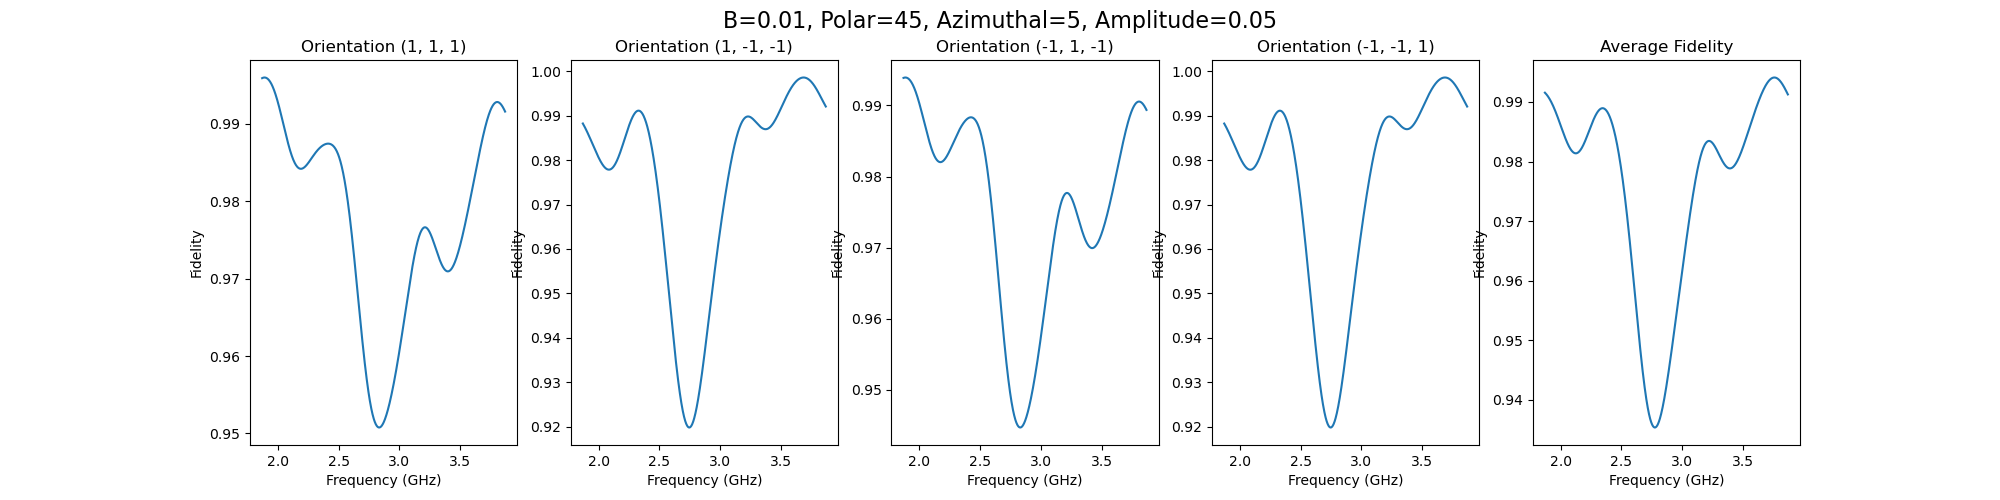 B=0.01, Polar=45, Azimuthal=5, Amplitude=0.05
Orientation (1, 1, 1)
Fidelity
0.99
0.98
0.97
0.96
0.95
2.0 2.5 3.0 3.5
Frequency (GHz)
Orientation (1, -1, -1)
Fidelity
1.00
0.99
0.98
0.97
0.96
0.95
0.94
0.93
0.92
2.0 2.5 3.0 3.5
Frequency (GHz)
Orientation (-1, 1, -1)
Fidelity
0.99
0.98
0.97
0.96
0.95
2.0 2.5 3.0 3.5
Frequency (GHz)
Orientation (-1, -1, 1)
Fidelity
1.00
0.99
0.98
0.97
0.96
0.95
0.94
0.93
0.92
2.0 2.5 3.0 3.5
Frequency (GHz)
Average Fidelity
Fidelity
0.99
0.98
0.97
0.96
0.95
0.94
2.0 2.5 3.0 3.5
Frequency (GHz)